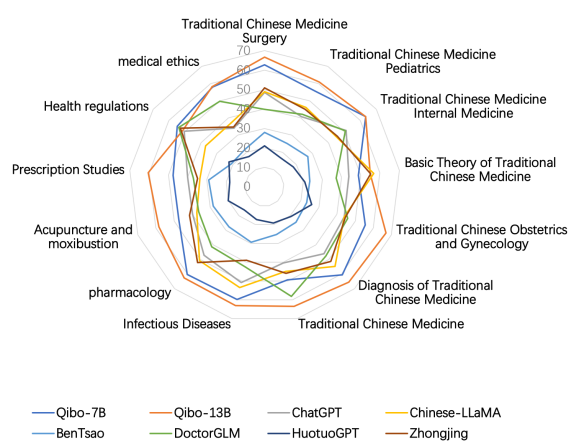 Traditional Chinese Medicine
Surgery
Traditional Chinese Medicine
Pediatrics
Traditional Chinese Medicine
Internal Medicine
Basic Theory of Traditional
Chinese Medicine
Traditional Chinese Obstetrics
and Gynecology
Diagnosis of Traditional
Chinese Medicine
Traditional Chinese Medicine
Infectious Diseases
pharmacology
Acupuncture and
moxibustion
Prescription Studies
Health regulations
medical ethics
70
60
50
40
30
20
10
0
Qibo-7B
Qibo-13B
ChatGPT
Chinese-LLaMA
BenTsao
DoctorGLM
HuotuoGPT
Zhongjing